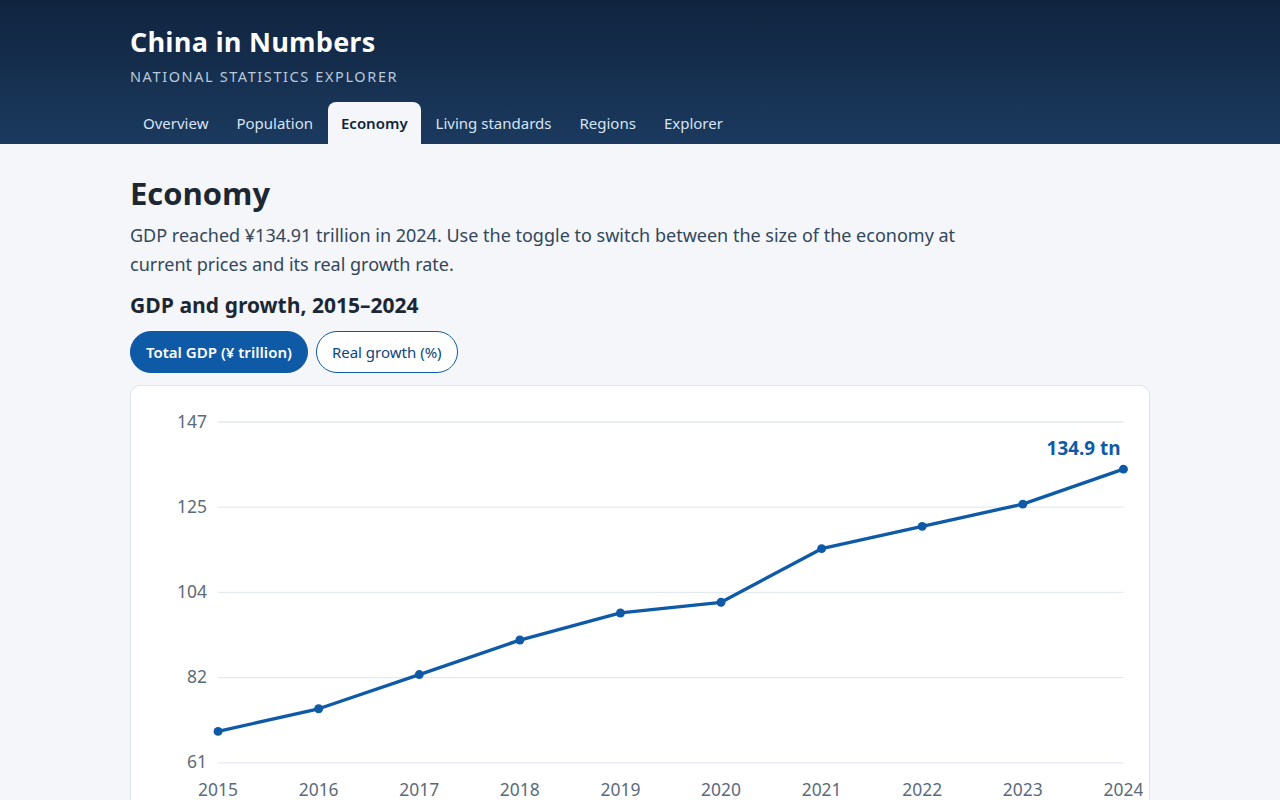 China in Numbers
NATIONAL STATISTICS EXPLORER
Overview Population Economy Living standards Regions Explorer
Economy
GDP reached ¥134.91 trillion in 2024. Use the toggle to switch between the size of the economy at
current prices and its real growth rate.
GDP and growth, 2015–2024
Total GDP (¥ trillion) Real growth (%)
147
134.9 tn
125
104
82
61
2015 2016 2017 2018 2019 2020 2021 2022 2023 2024